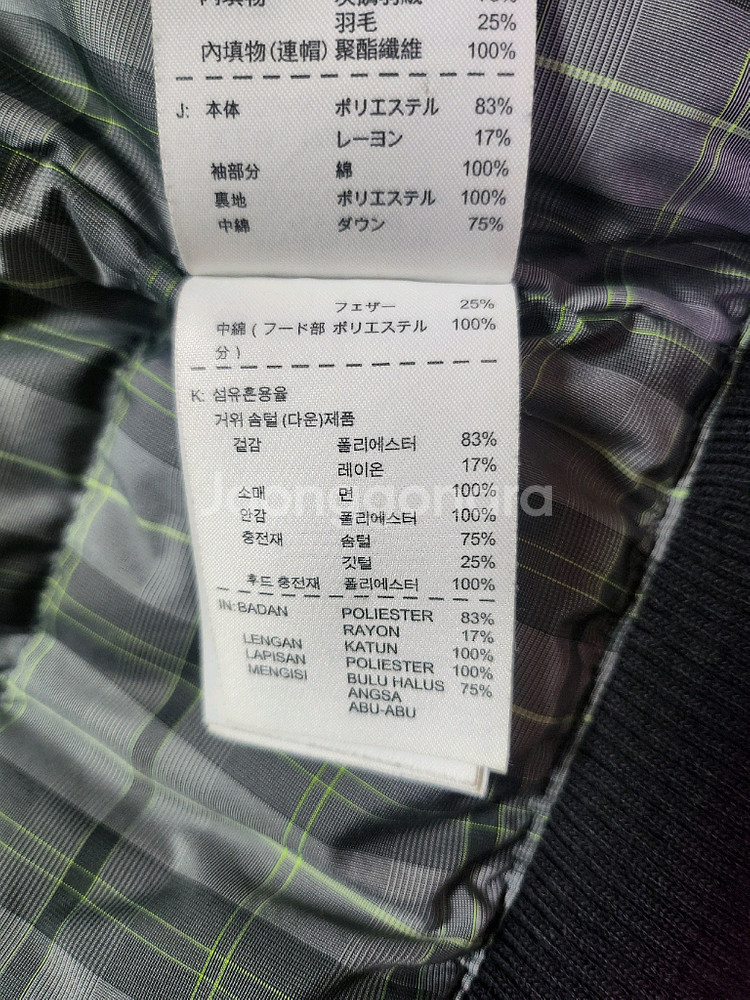 羽毛 25%
內填物(連帽) 聚酯纖維 100%
J: 本体 ポリエステル 83%
レーヨン 17%
袖部分 綿 100%
裏地 ポリエステル 100%
中綿 ダウン 75%
フェザー 25%
中綿 ( フード部 ポリエステル 100%
分 )
K: 섬유혼용율
거위 솜털 (다운)제품
겉감 폴리에스터 83%
레이온 17%
소매 면 100%
안감 폴리에스터 100%
충전재 솜털 75%
깃털 25%
후드 충전재 폴리에스터 100%
IN: BADAN POLIESTER 83%
RAYON 17%
LENGAN KATUN 100%
LAPISAN POLIESTER 100%
MENGISI BULU HALUS 75%
ANGSA
ABU-ABU
Joongonara